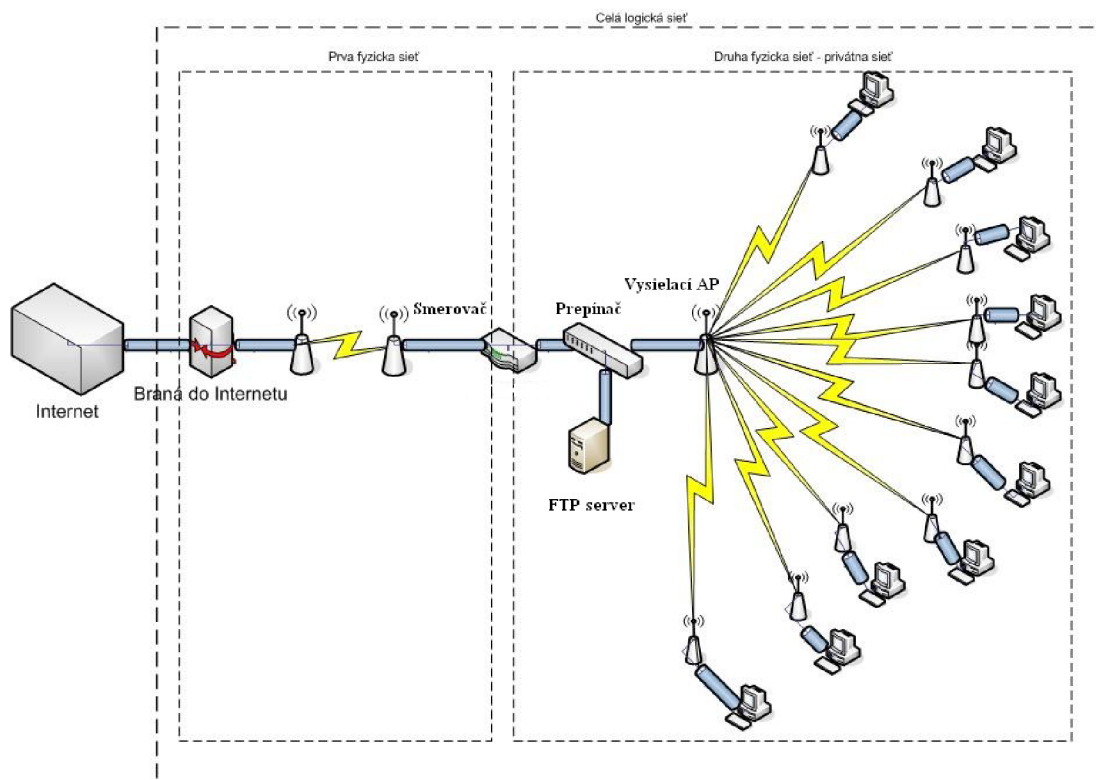 Celá logická sieť
Prva fyzicka sieť
Druha fyzicka sieť - privátna sieť
Vysielací AP
Smerovač
Prepínač
Internet
Braná do Internetu
FTP server